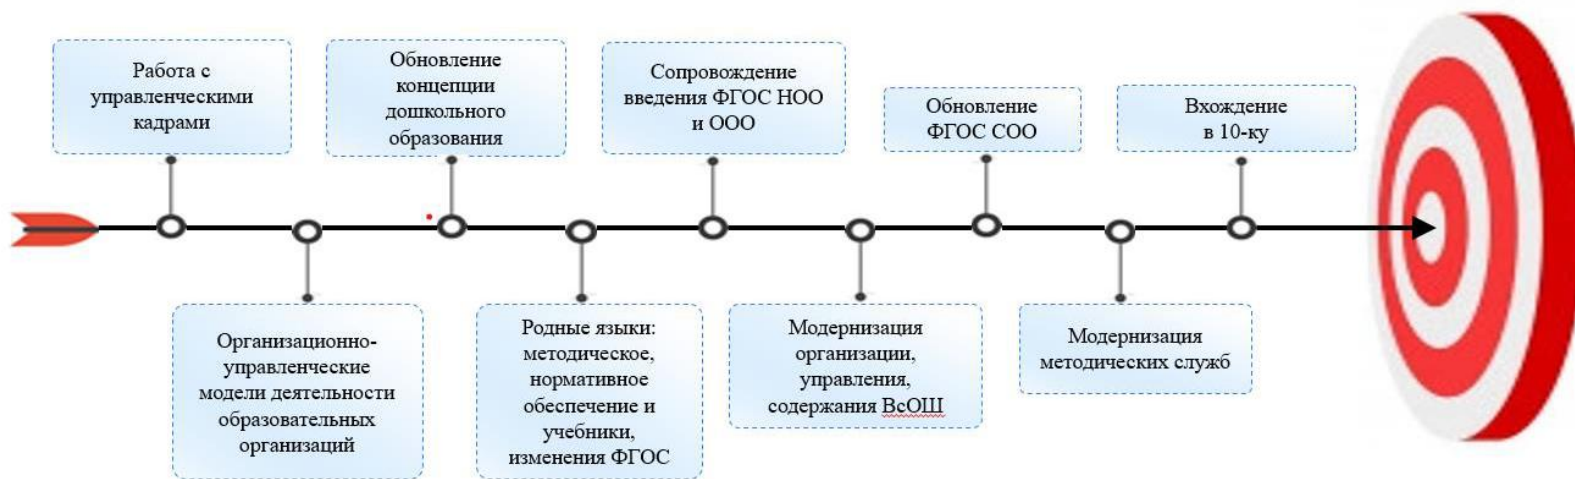 Работа с
управленческими
кадрами
Обновление
концепции
дошкольного
образования
Сопровождение
введения ФГОС НОО
и ООО
Обновление
ФГОС СОО
Вхождение
в 10-ку
Организационно-
управленческие
модели деятельности
образовательных
организаций
Родные языки:
методическое,
нормативное
обеспечение и
учебники,
изменения ФГОС
Модернизация
организации,
управления,
содержания ВсОШ
Модернизация
методических служб